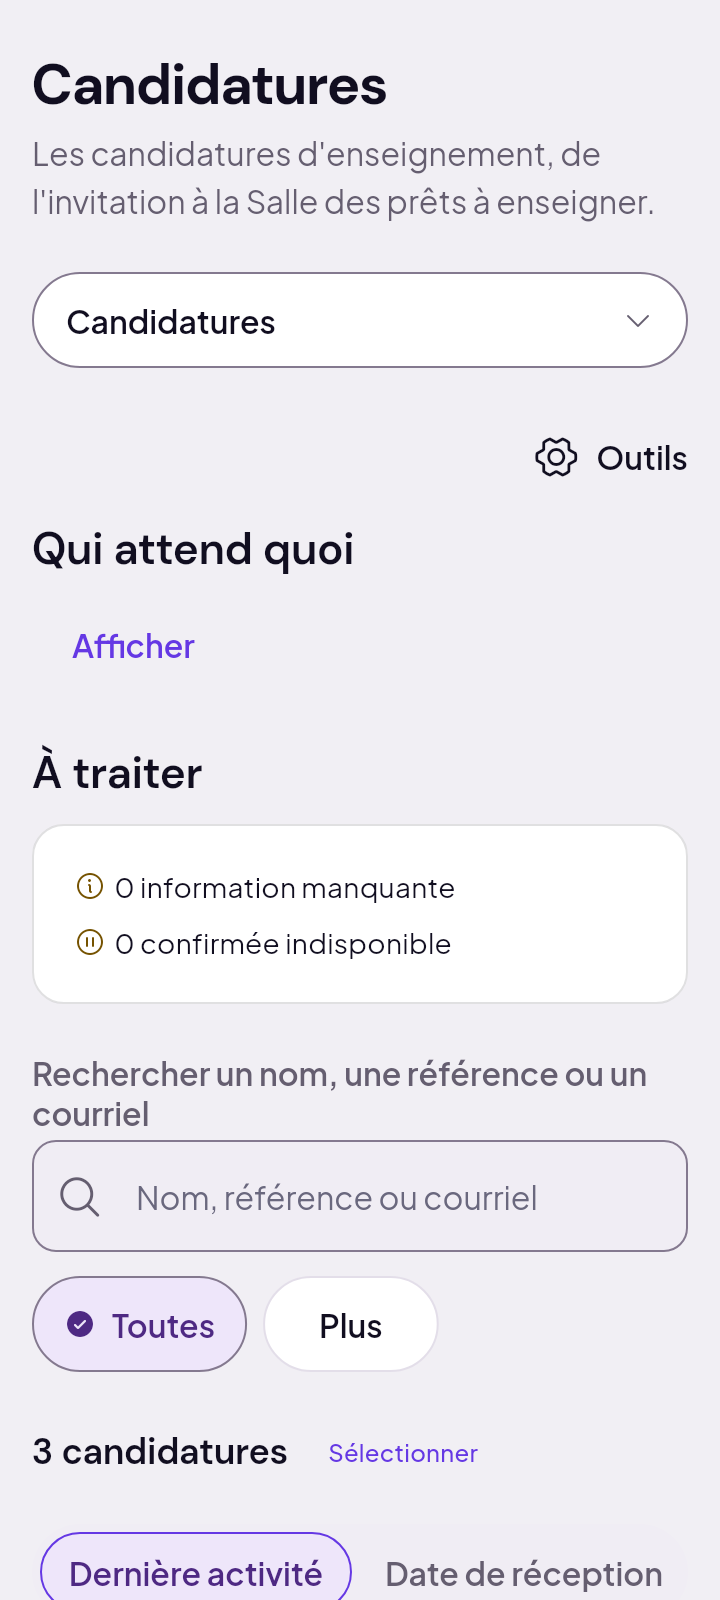 Candidatures
Les candidatures d'enseignement, de
l'invitation à la Salle des prêts à enseigner.
Candidatures
Outils
Qui attend quoi
Afficher
À traiter
0 information manquante
0 confirmée indisponible
Rechercher un nom, une référence ou un
courriel
Nom, référence ou courriel
Toutes
Plus
3 candidatures
Sélectionner
Dernière activité
Date de réception